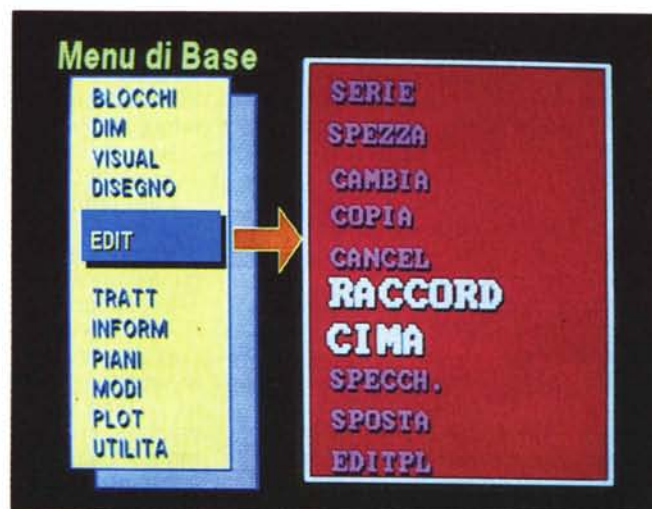 Menu di Base
BLOCCHI
DIM
VISUAL
DISEGNO
EDIT
TRATT
INFORM
PIANI
MODI
PLOT
UTILITA
SERIE
SPEZZA
CAMBIA
COPIA
CANCEL
RACCORD
CIMA
SPECCH.
SPOSTA
EDITPL